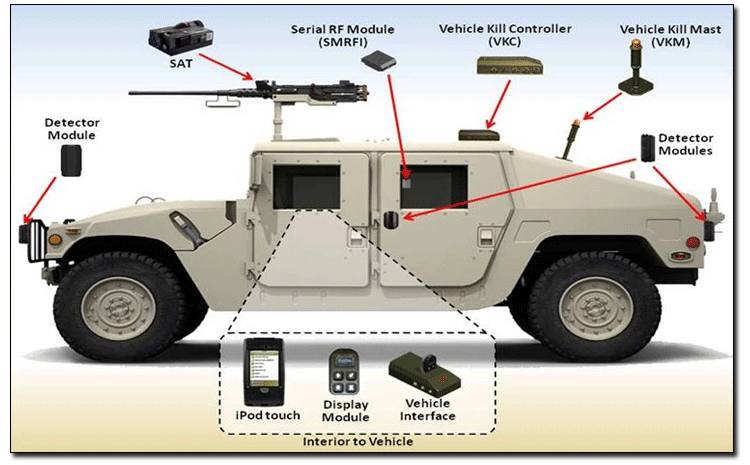 Serial RF Module
(SMRFI)
Vehicle Kill Controller
(VKC)
Vehicle Kill Mast
(VKM)
SAT
Detector
Module
Detector
Modules
iPod touch
Display
Module
Vehicle
Interface
Interior to Vehicle